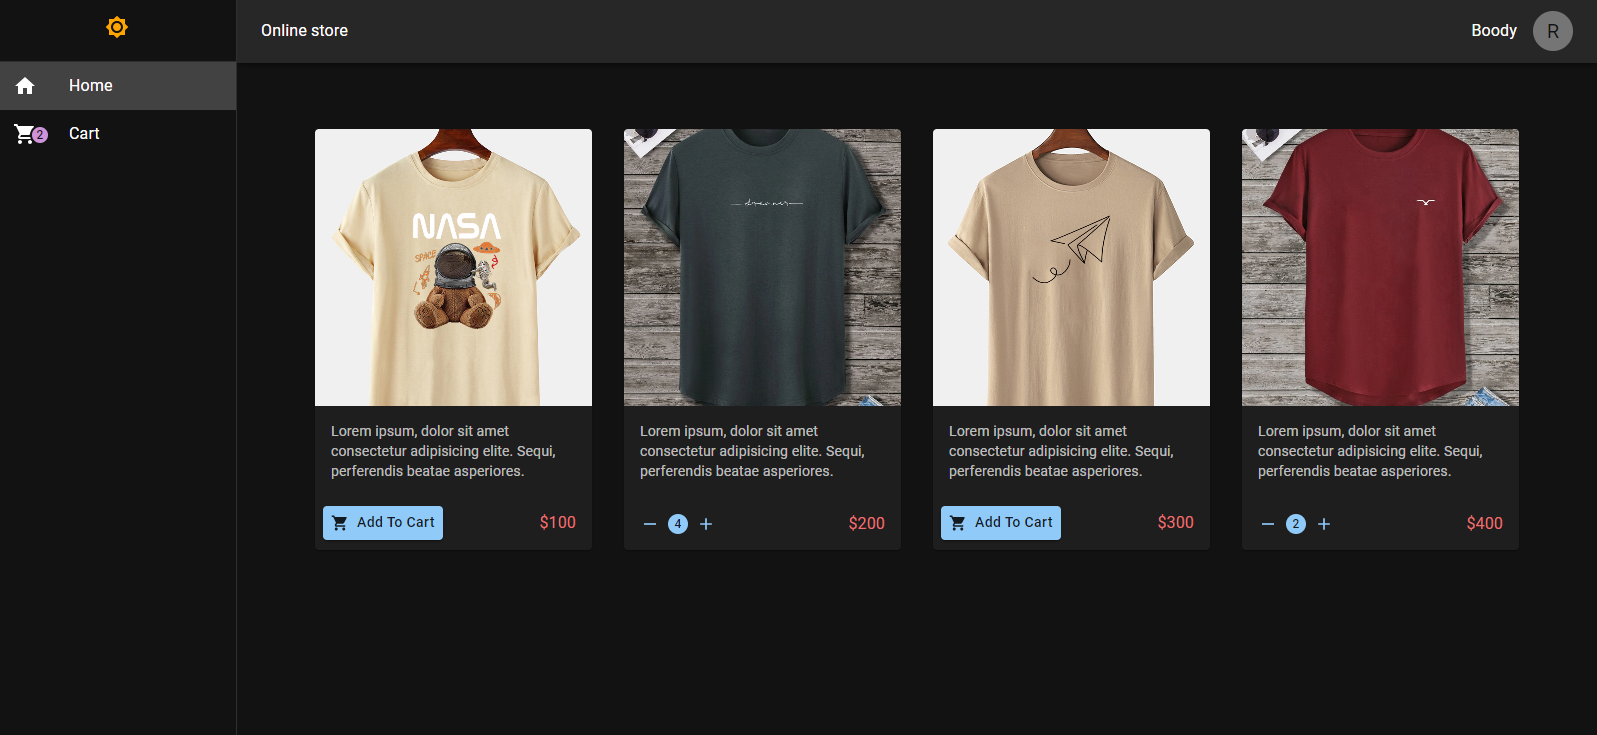 Online store
Boody
R
Home
2
Cart
NASA
SPACE
dreamer
Lorem ipsum, dolor sit amet
consectetur adipisicing elite. Sequi,
perferendis beatae asperiores.
Add To Cart
$100
Lorem ipsum, dolor sit amet
consectetur adipisicing elite. Sequi,
perferendis beatae asperiores.
4
$200
Lorem ipsum, dolor sit amet
consectetur adipisicing elite. Sequi,
perferendis beatae asperiores.
Add To Cart
$300
Lorem ipsum, dolor sit amet
consectetur adipisicing elite. Sequi,
perferendis beatae asperiores.
2
$400